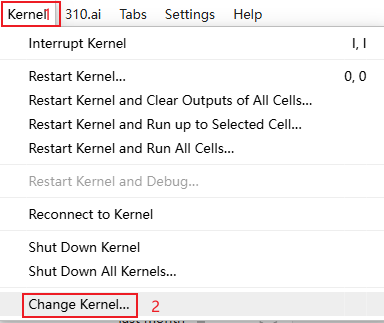 Kernel 1 310.ai Tabs Settings Help
Interrupt Kernel I, I
Restart Kernel... 0, 0
Restart Kernel and Clear Outputs of All Cells...
Restart Kernel and Run up to Selected Cell...
Restart Kernel and Run All Cells...
Restart Kernel and Debug...
Reconnect to Kernel
Shut Down Kernel
Shut Down All Kernels...
Change Kernel... 2
last month